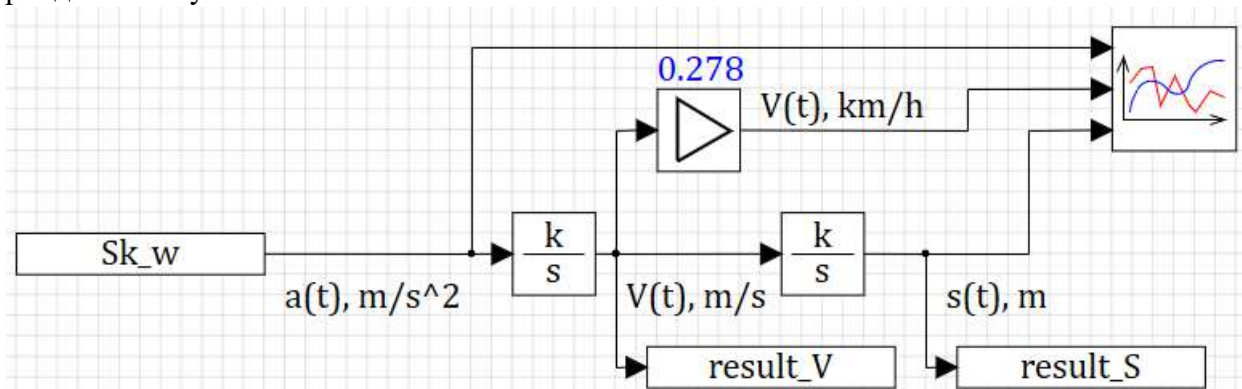 0.278
V(t), km/h
k
s
k
s
Sk_w
a(t), m/s^2
V(t), m/s
s(t), m
result_V
result_S